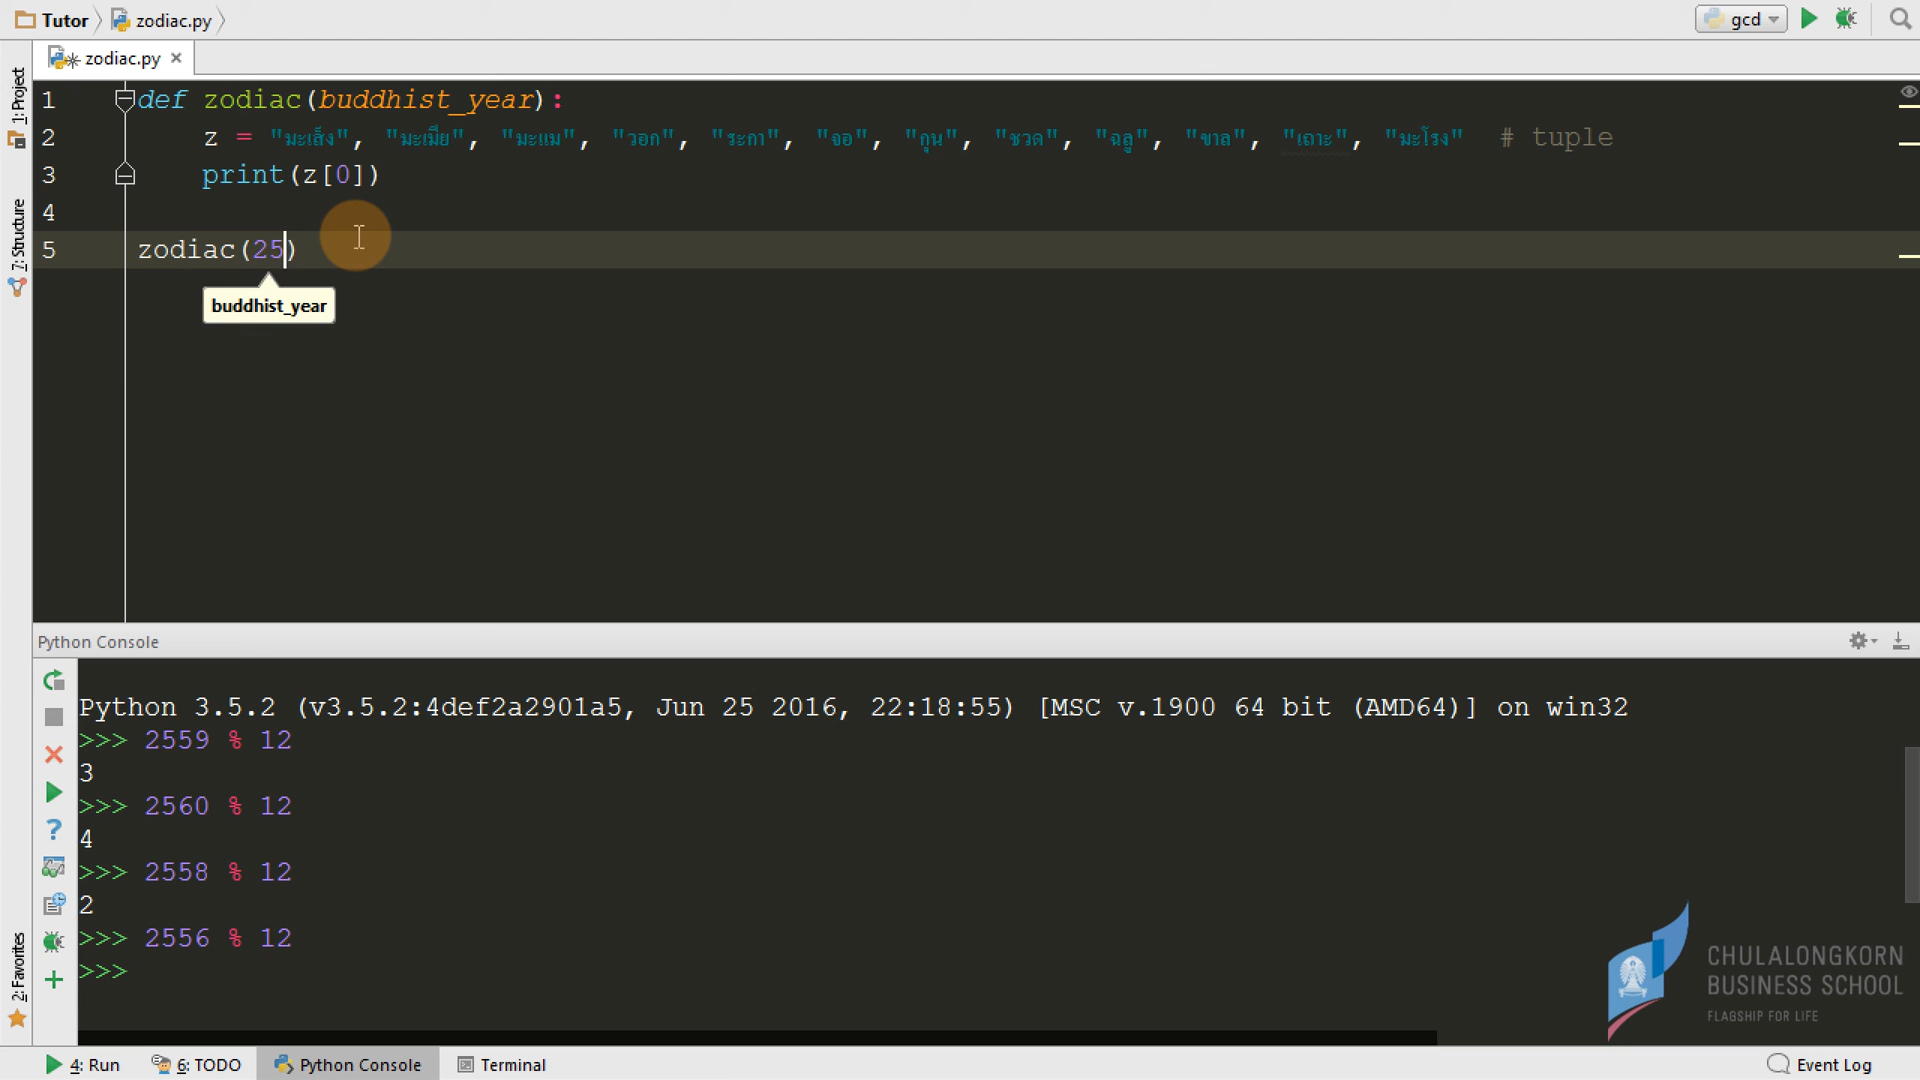 Tutor zodiac.py gcd
zodiac.py
1: Project
7: Structure
2: Favorites
1 def zodiac(buddhist_year):
2 z = "มะเส็ง", "มะเมีย", "มะแม", "วอก", "ระกา", "จอ", "กุน", "ชวด", "ฉลู", "ขาล", "เถาะ", "มะโรง" # tuple
3 print(z[0])
4
5 zodiac(25)
buddhist_year
Python Console
Python 3.5.2 (v3.5.2:4def2a2901a5, Jun 25 2016, 22:18:55) [MSC v.1900 64 bit (AMD64)] on win32
>>> 2559 % 12
3
>>> 2560 % 12
4
>>> 2558 % 12
2
>>> 2556 % 12
>>>
CHULALONGKORN
BUSINESS SCHOOL
FLAGSHIP FOR LIFE
4: Run 6: TODO Python Console Terminal Event Log